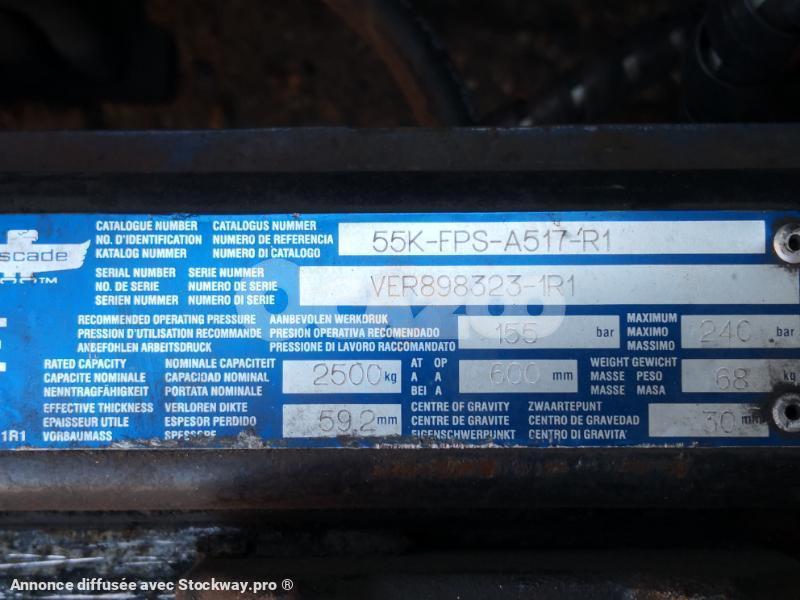 CATALOGUE NUMBER CATALOGUS NUMMER
NO. D'IDENTIFICATION NUMERO DE REFERENCIA 55K-FPS-A517-R1
KATALOG NUMMER NUMERO DI CATALOGO
scade
SERIAL NUMBER SERIE NUMMER
NO. DE SERIE NUMERO DE SERIE VER898323-1R1
SERIEN NUMMER NUMERO DI SERIE
RECOMMENDED OPERATING PRESSURE AANBEVOLEN WERKDRUK MAXIMUM
PRESSION D'UTILISATION RECOMMANDE PRESION OPERATIVA RECOMENDADO 155 bar MAXIMO 240 bar
ANBEFOHLEN ARBEITSDRUCK PRESSIONE DI LAVORO RACCOMANDATO MASSIMO
RATED CAPACITY NOMINALE CAPACITEIT AT OP WEIGHT GEWICHT
CAPACITE NOMINALE CAPACIDAD NOMINAL 2500 kg A A 600 mm MASSE PESO 68 kg
NENNTRAGFÄHIGKEIT PORTATA NOMINALE BEI A MASSE MASA
EFFECTIVE THICKNESS VERLOREN DIKTE CENTRE OF GRAVITY ZWAARTEPUNT
EPAISSEUR UTILE ESPESOR PERDIDO 59.2 mm CENTRE DE GRAVITE CENTRO DE GRAVEDAD 30 mm
1R1 VORBAUMASS SPESSORE EIGENSCHWERPUNKT CENTRO DI GRAVITA'
Annonce diffusée avec Stockway.pro ®